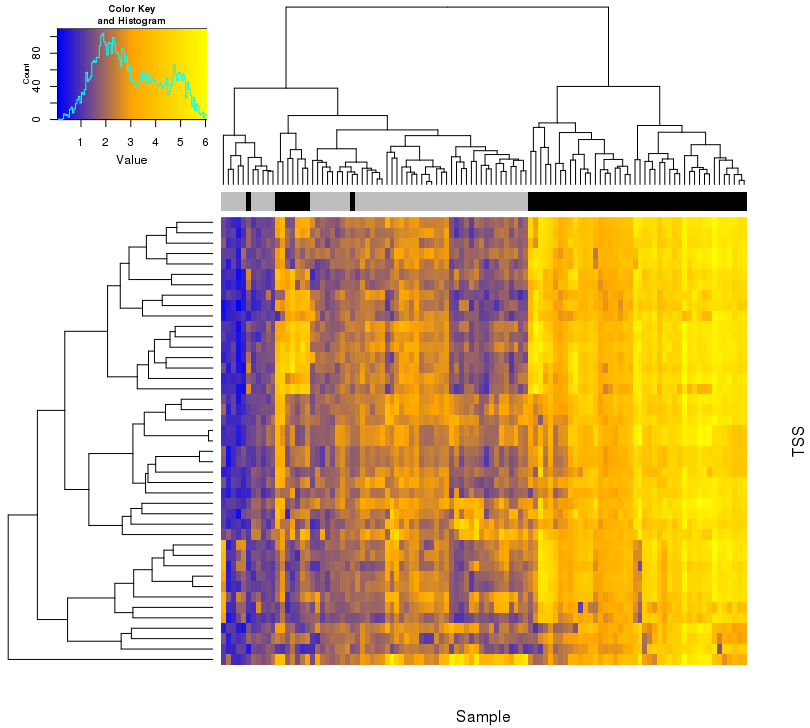 Color Key
and Histogram
Count
0 40 80
1 2 3 4 5 6
Value
TSS
Sample